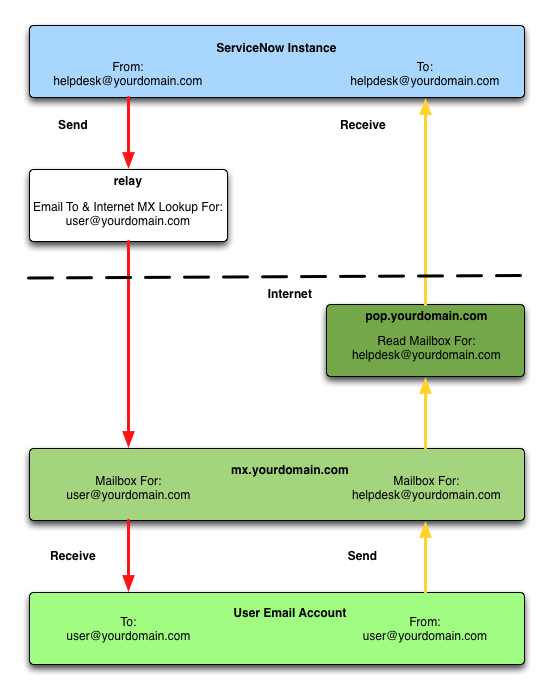 ServiceNow Instance
From:
helpdesk@yourdomain.com
To:
helpdesk@yourdomain.com
Send
Receive
relay
Email To & Internet MX Lookup For:
user@yourdomain.com
Internet
pop.yourdomain.com
Read Mailbox For:
helpdesk@yourdomain.com
mx.yourdomain.com
Mailbox For:
user@yourdomain.com
Mailbox For:
helpdesk@yourdomain.com
Receive
Send
User Email Account
To:
user@yourdomain.com
From:
user@yourdomain.com